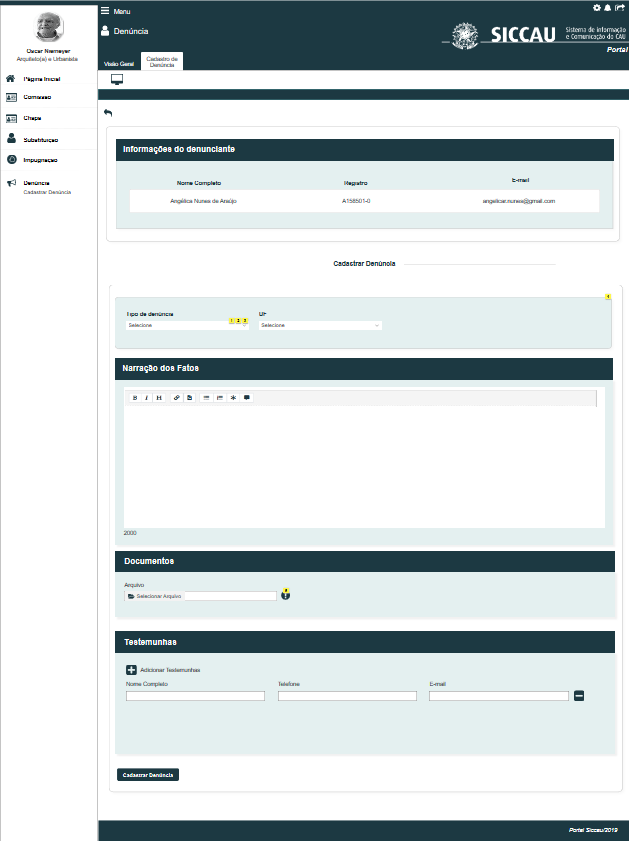 Menu
Denúncia
SICCAU
Sistema de Informação
e Comunicação do CAU
Portal
Visão Geral
Cadastro de
Denúncia
Oscar Niemeyer
Arquiteto(a) e Urbanista
Página Inicial
Comissão
Chapa
Substituição
Impugnação
Denúncia
Cadastrar Denúncia
Informações do denunciante
Nome Completo Registro E-mail
Angélica Nunes de Araújo A158501-0 angelicar.nunes@gmail.com
Cadastrar Denúncia
4
Tipo de denúncia UF
1 2 3
Selecione Selecione
Narração dos Fatos
B I H
2000
Documentos
Arquivo
Selecionar Arquivo
Testemunhas
Adicionar Testemunhas
Nome Completo Telefone E-mail
Cadastrar Denúncia
Portal Siccau/2019